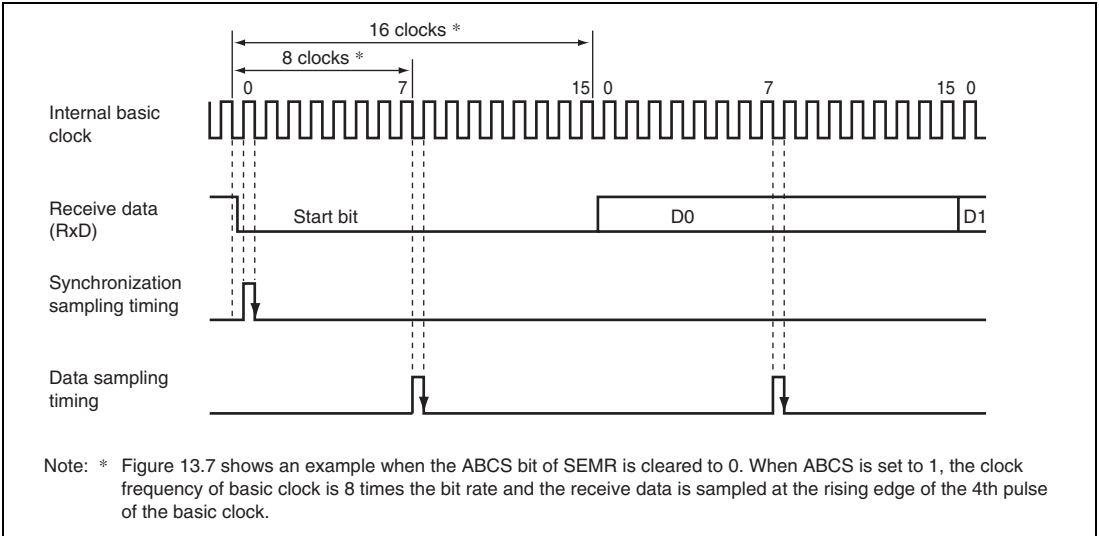 16 clocks *
8 clocks *
0 7 15 0 7 15 0
Internal basic
clock
Receive data
(RxD)
Start bit D0 D1
Synchronization
sampling timing
Data sampling
timing
Note: * Figure 13.7 shows an example when the ABCS bit of SEMR is cleared to 0. When ABCS is set to 1, the clock
frequency of basic clock is 8 times the bit rate and the receive data is sampled at the rising edge of the 4th pulse
of the basic clock.